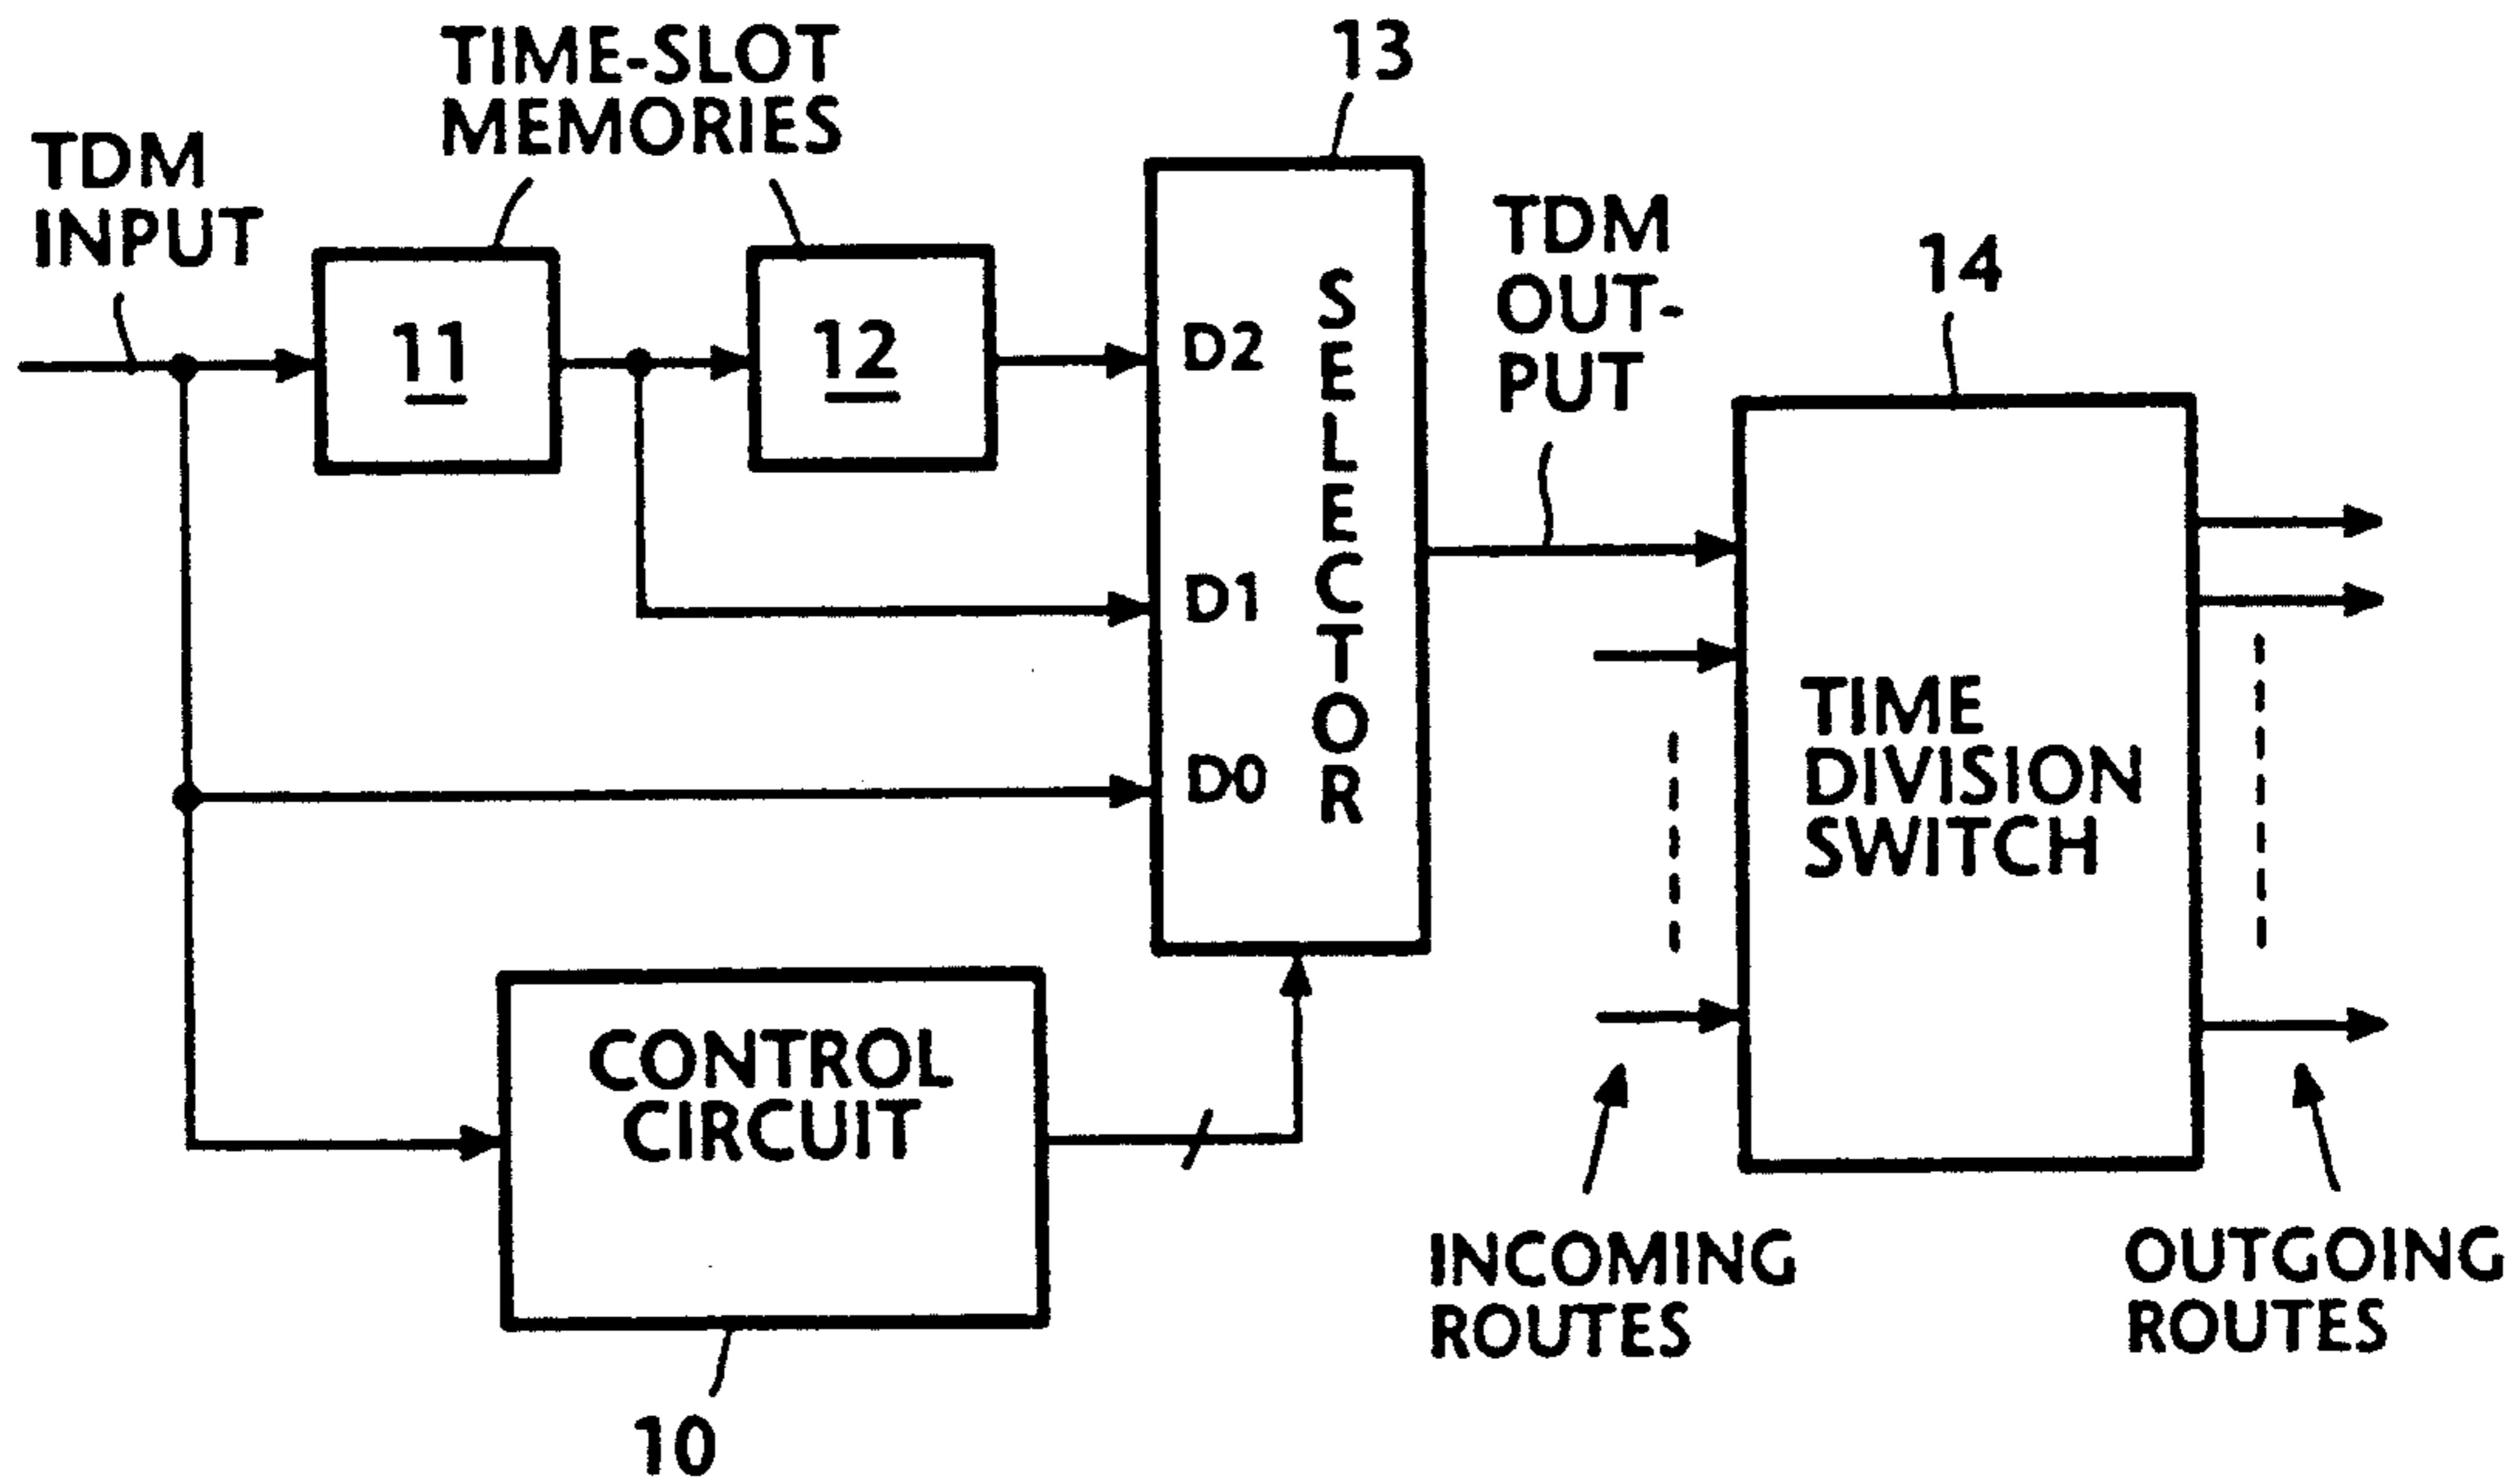 TIME-SLOT
MEMORIES
13
TDM
INPUT
TDM
OUT-
PUT
14
11
12
D2
D1
D0
SELECTOR
TIME
DIVISION
SWITCH
CONTROL
CIRCUIT
INCOMING
ROUTES
OUTGOING
ROUTES
10